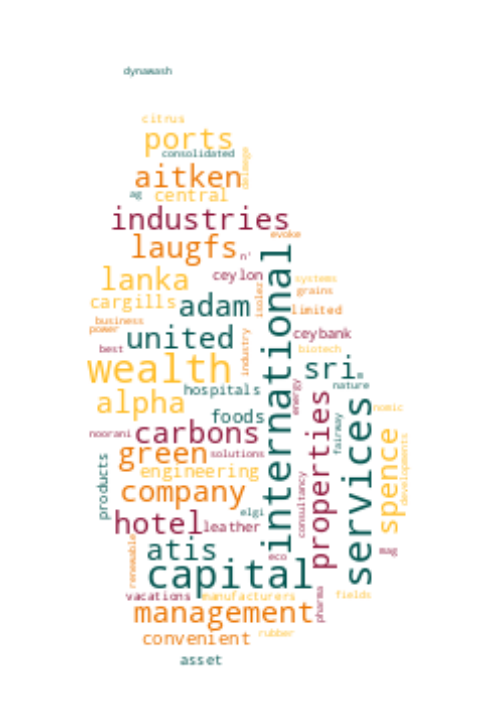 dynawash
citrus
ports
consolidated
delmege
aitken
ag
central
industries
evoke
laugfs
n'
lanka
ceylon
systems
isolez
grains
cargills
adam
limited
business
power
united
industry
ceybank
best
biotech
wealth
international
sri
hospitals
nature
energy
alpha
foods
properties
services
nomic
noorani
carbons
fairway
spence
green
solutions
developments
engineering
products
company
consultancy
elgi
hotel
leather
atis
eco
mag
renewable
capital
vacations
manufacturers
pharma
fields
management
convenient
rubber
asset